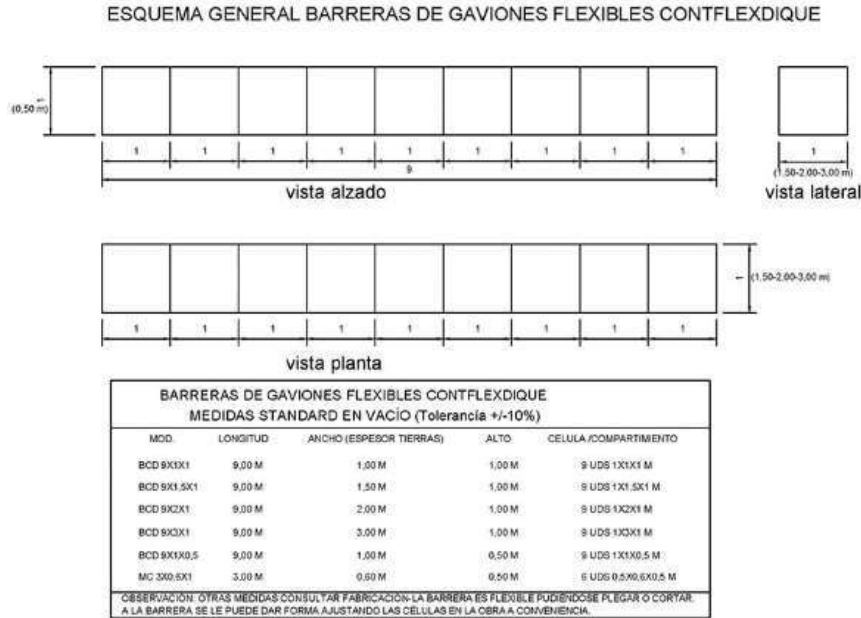 ESQUEMA GENERAL BARRERAS DE GAVIONES FLEXIBLES CONTFLEXDIQUE
1
(0,50 m)
1 1 1 1 1 1 1 1 1
9
vista alzado
1
(1,50-2,00-3,00 m)
vista lateral
1 (1,50-2,00-3,00 m)
1 1 1 1 1 1 1 1 1
vista planta
BARRERAS DE GAVIONES FLEXIBLES CONTFLEXDIQUE
MEDIDAS STANDARD EN VACÍO (Tolerancía +/-10%)
MOD. LONGITUD ANCHO (ESPESOR TIERRAS) ALTO CELULA /COMPARTIMIENTO
BCD 9X1X1 9,00 M 1,00 M 1,00 M 9 UDS 1X1X1 M
BCD 9X1,5X1 9,00 M 1,50 M 1,00 M 9 UDS 1X1,5X1 M
BCD 9X2X1 9,00 M 2,00 M 1,00 M 9 UDS 1X2X1 M
BCD 9X3X1 9,00 M 3,00 M 1,00 M 9 UDS 1X3X1 M
BCD 9X1X0,5 9,00 M 1,00 M 0,50 M 9 UDS 1X1X0,5 M
MC 3X0,6X1 3,00 M 0,60 M 0,50 M 6 UDS 0,5X0,6X0,5 M
OBSERVACIÓN: OTRAS MEDIDAS CONSULTAR FABRICACIÓN-LA BARRERA ES FLEXIBLE PUDIÉNDOSE PLEGAR O CORTAR.
A LA BARRERA SE LE PUEDE DAR FORMA AJUSTANDO LAS CÉLULAS EN LA OBRA A CONVENIENCIA.